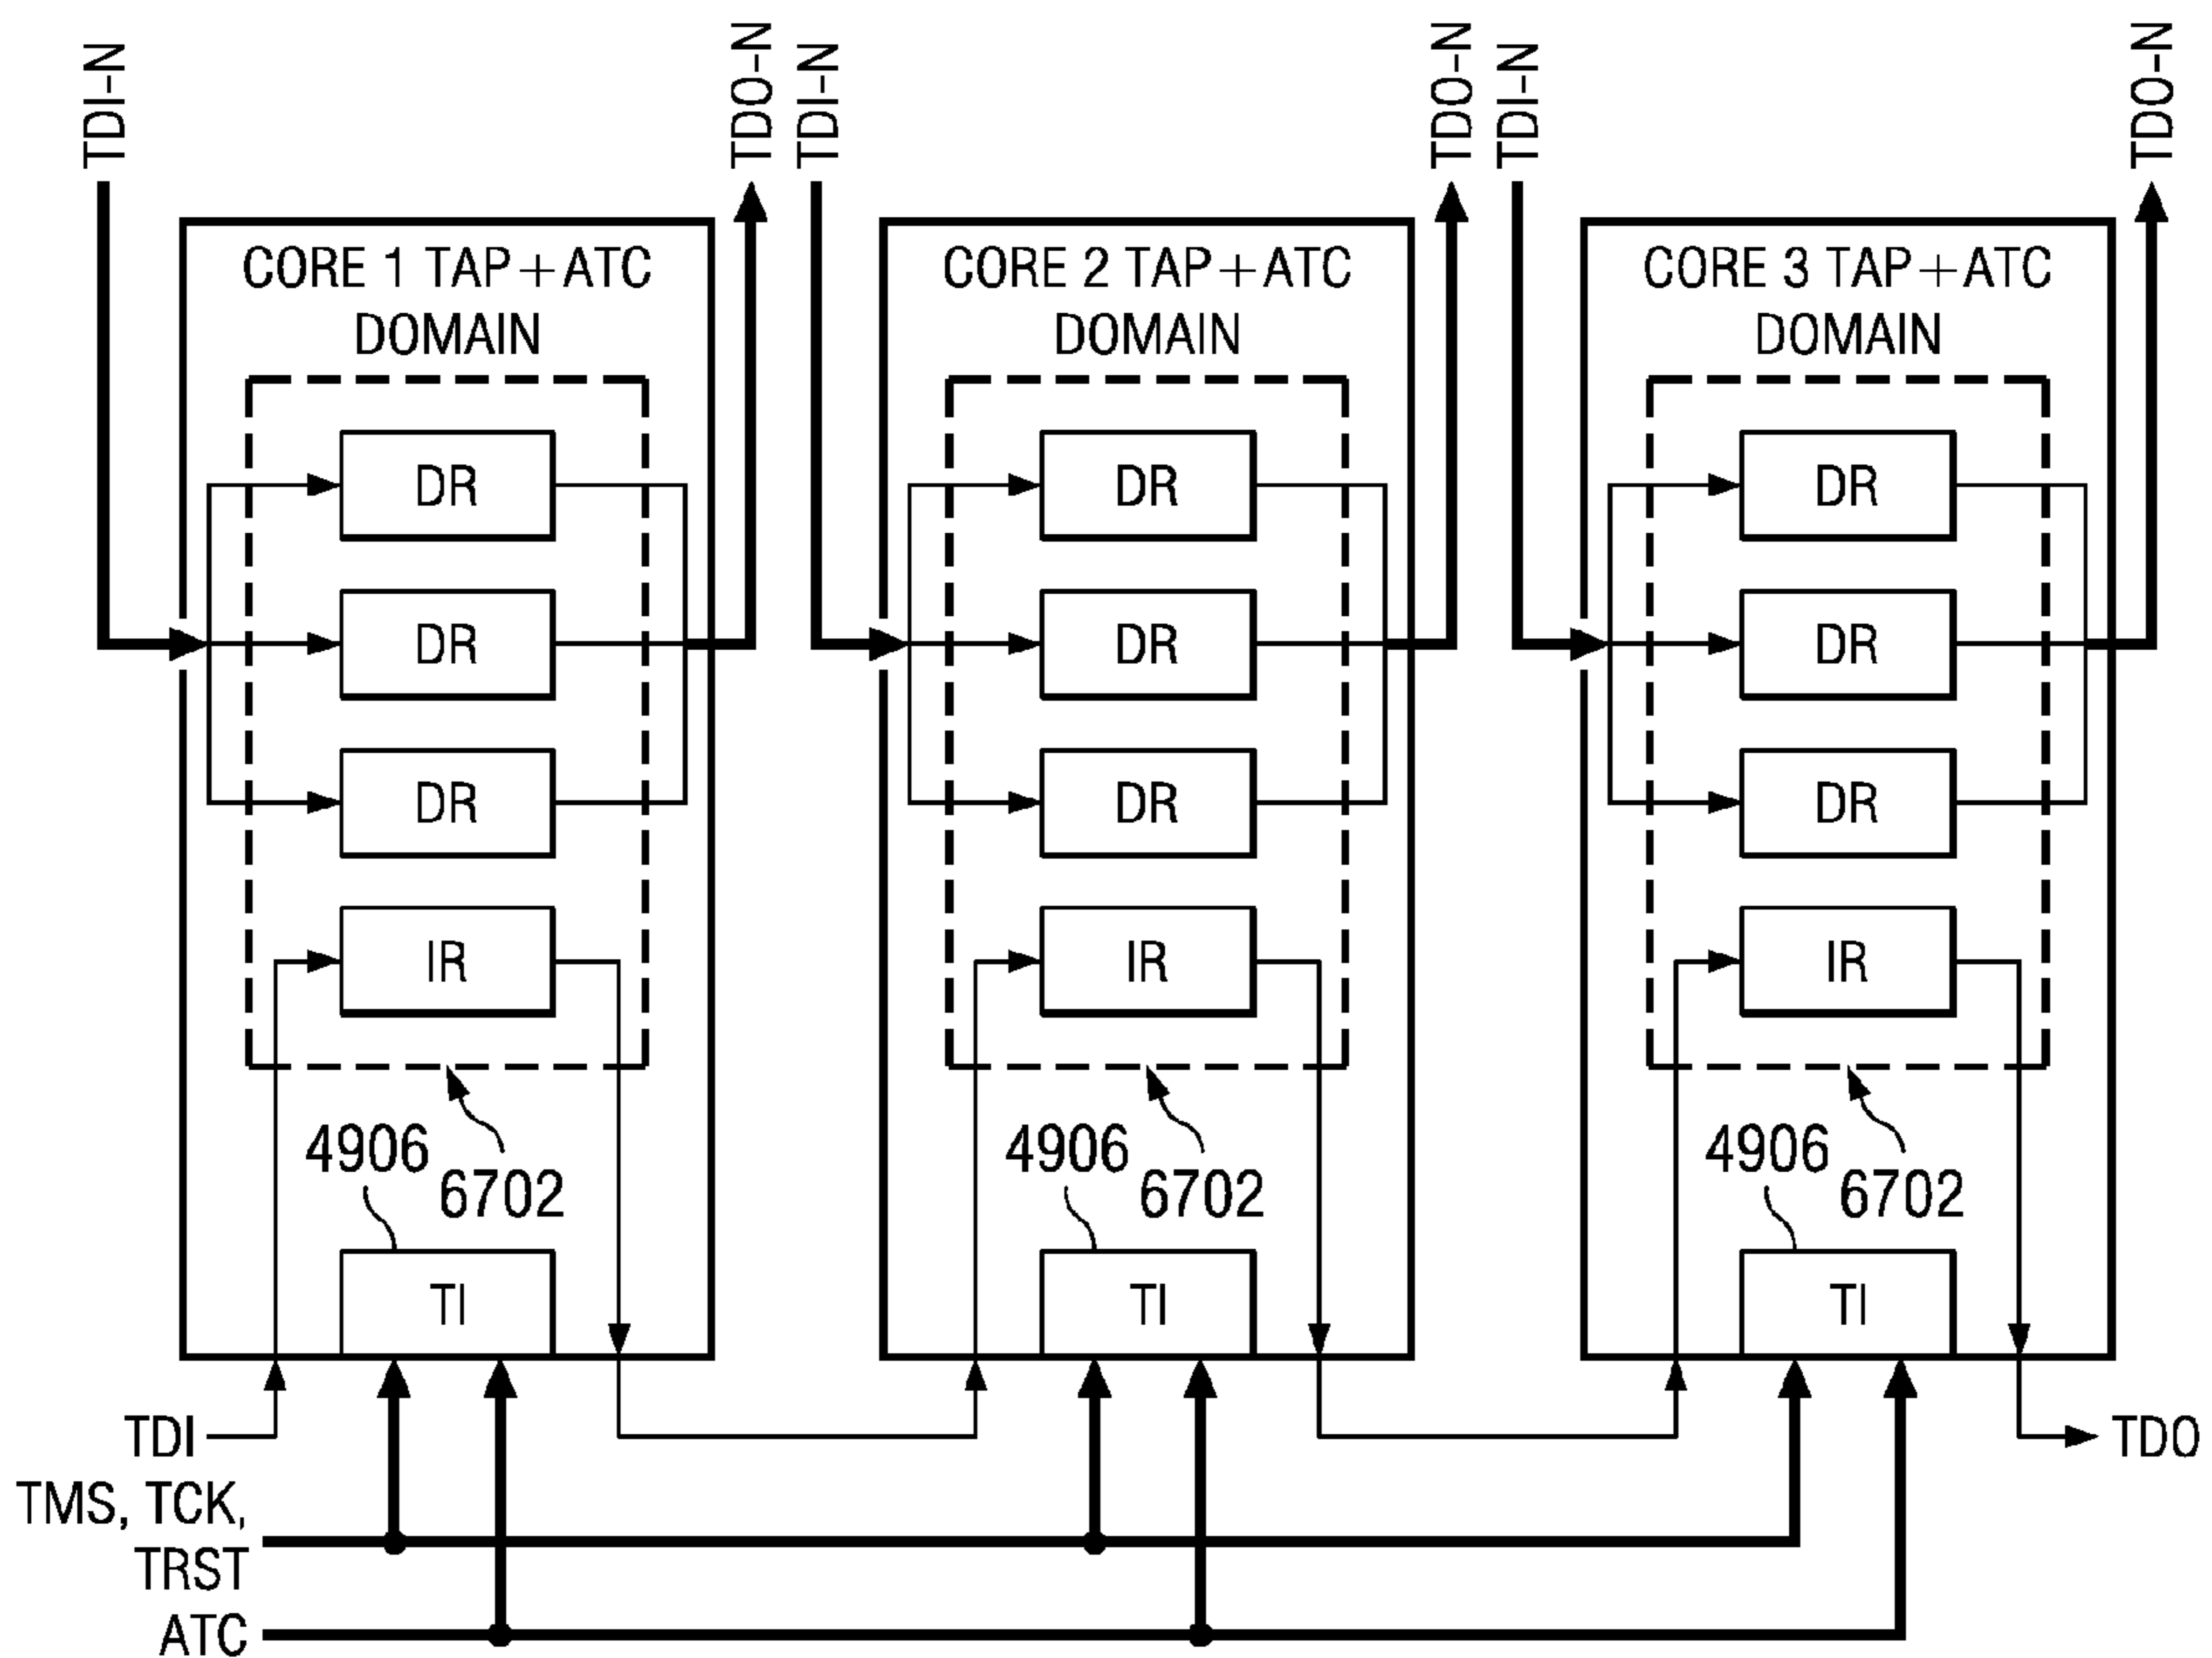 TDI-N
TDO-N
TDI-N
TDO-N
TDI-N
TDO-N
CORE 1 TAP+ATC
DOMAIN
DR
DR
DR
IR
4906
6702
TI
CORE 2 TAP+ATC
DOMAIN
DR
DR
DR
IR
4906
6702
TI
CORE 3 TAP+ATC
DOMAIN
DR
DR
DR
IR
4906
6702
TI
TDI
TDO
TMS, TCK,
TRST
ATC